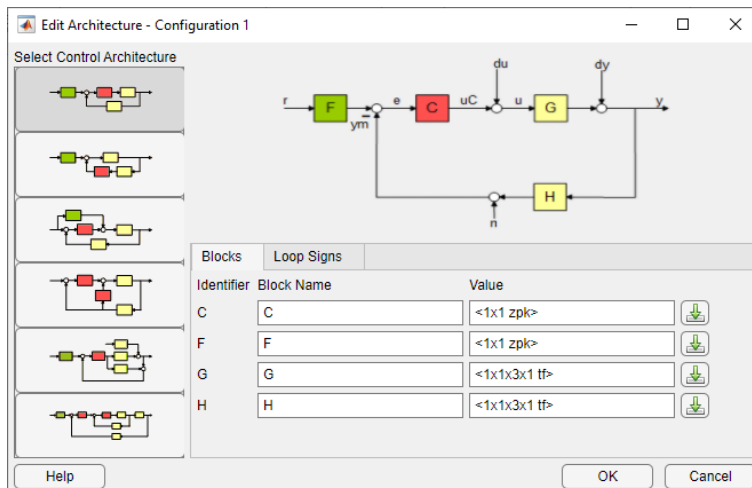 Edit Architecture - Configuration 1
Select Control Architecture
du
dy
r
F
e
C
uC
u
G
y
ym
H
n
Blocks
Loop Signs
Identifier Block Name Value
C C <1x1 zpk>
F F <1x1 zpk>
G G <1x1x3x1 tf>
H H <1x1x3x1 tf>
Help
OK
Cancel